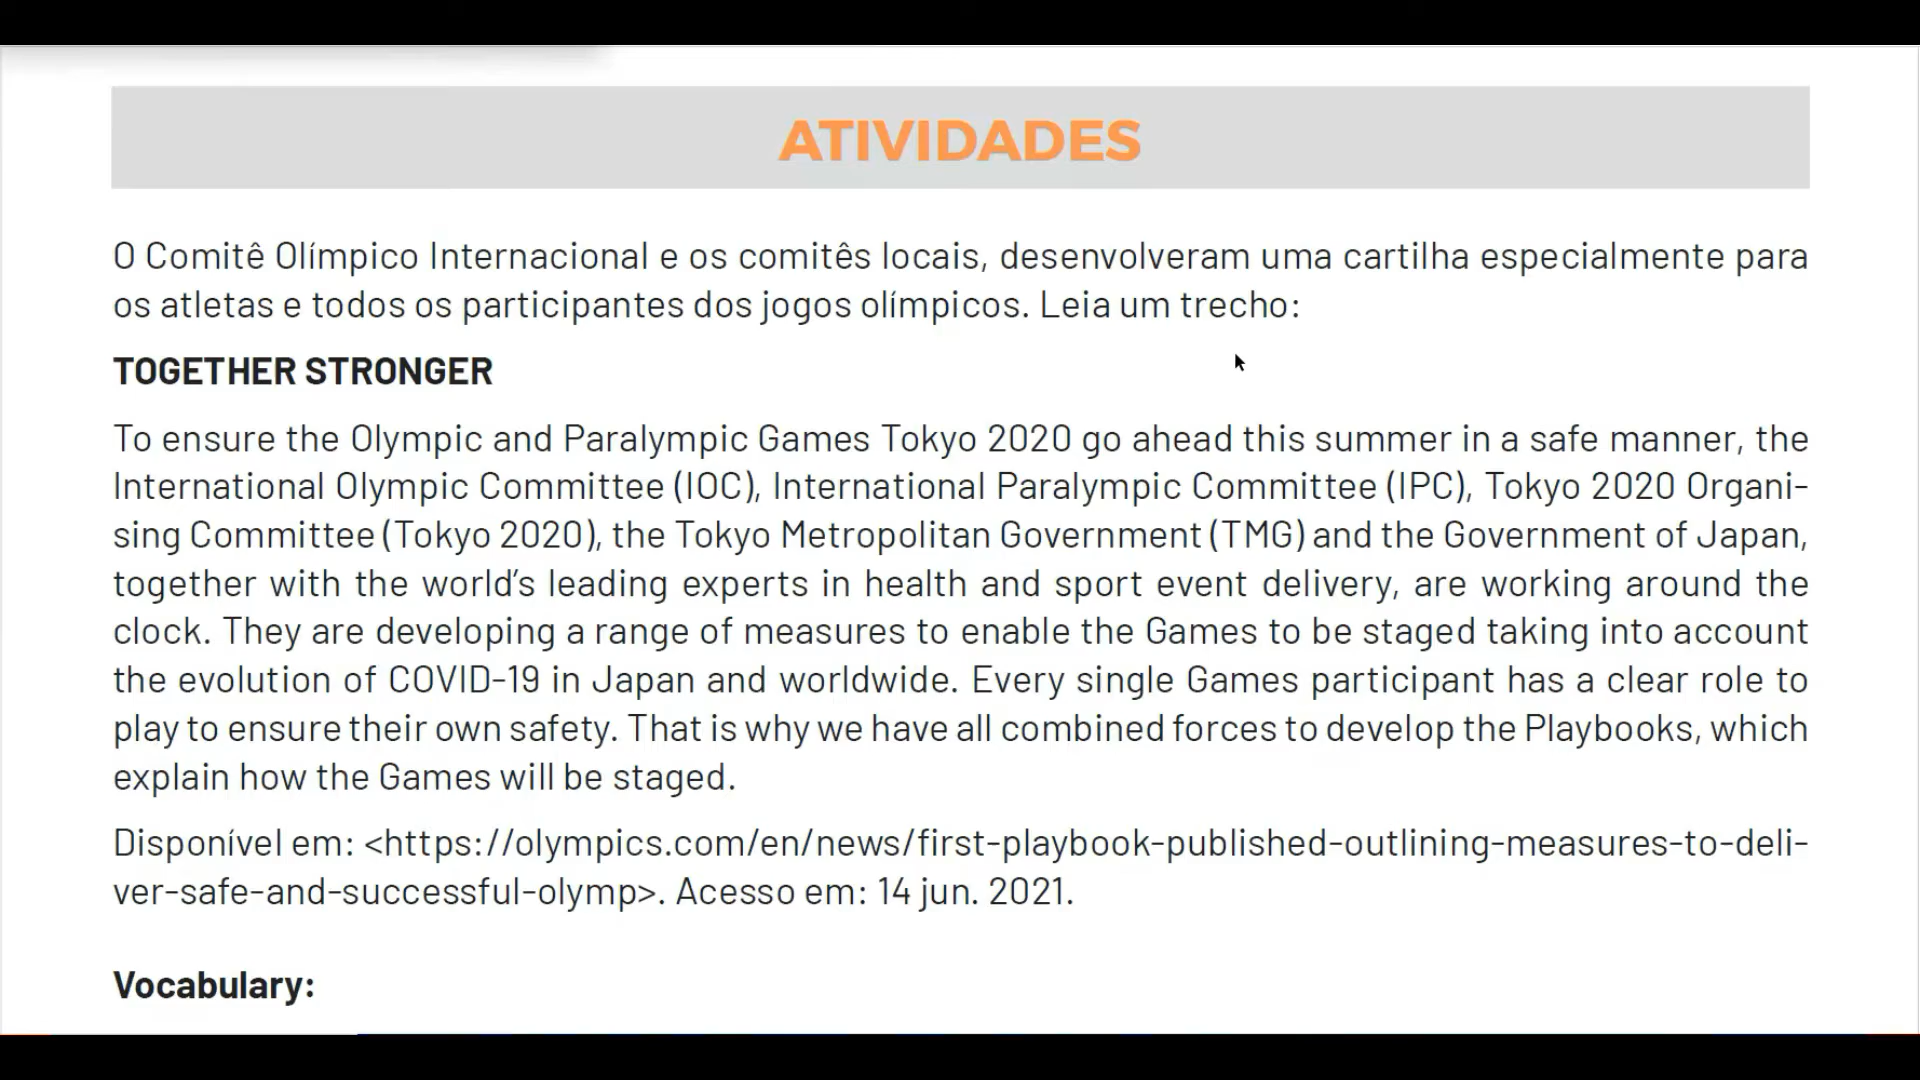 ATIVIDADES
O Comitê Olímpico Internacional e os comitês locais, desenvolveram uma cartilha especialmente para
os atletas e todos os participantes dos jogos olímpicos. Leia um trecho:
TOGETHER STRONGER
To ensure the Olympic and Paralympic Games Tokyo 2020 go ahead this summer in a safe manner, the
International Olympic Committee (IOC), International Paralympic Committee (IPC), Tokyo 2020 Organi-
sing Committee (Tokyo 2020), the Tokyo Metropolitan Government (TMG) and the Government of Japan,
together with the world’s leading experts in health and sport event delivery, are working around the
clock. They are developing a range of measures to enable the Games to be staged taking into account
the evolution of COVID-19 in Japan and worldwide. Every single Games participant has a clear role to
play to ensure their own safety. That is why we have all combined forces to develop the Playbooks, which
explain how the Games will be staged.
Disponível em: <https://olympics.com/en/news/first-playbook-published-outlining-measures-to-deli-
ver-safe-and-successful-olymp>. Acesso em: 14 jun. 2021.
Vocabulary: